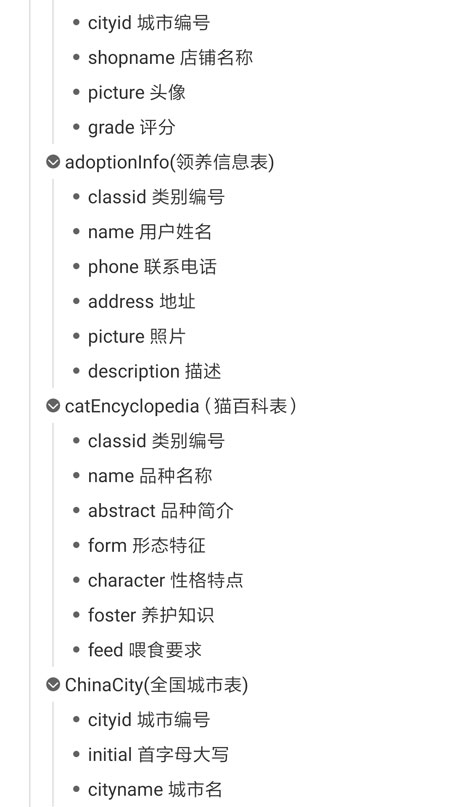 cityid 城市编号
shopname 店铺名称
picture 头像
grade 评分
adoptionInfo(领养信息表)
classid 类别编号
name 用户姓名
phone 联系电话
address 地址
picture 照片
description 描述
catEncyclopedia（猫百科表）
classid 类别编号
name 品种名称
abstract 品种简介
form 形态特征
character 性格特点
foster 养护知识
feed 喂食要求
ChinaCity(全国城市表)
cityid 城市编号
initial 首字母大写
cityname 城市名